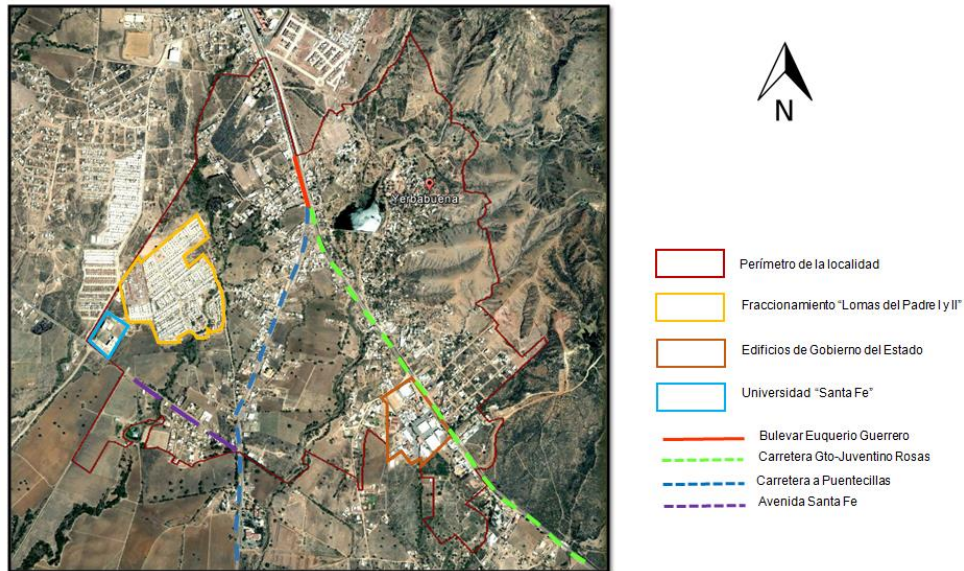 Yerbabuena
N
Perímetro de la localidad
Fraccionamiento “Lomas del Padre I y II”
Edificios de Gobierno del Estado
Universidad “Santa Fe”
Bulevar Euquerio Guerrero
Carretera Gto-Juventino Rosas
Carretera a Puentecillas
Avenida Santa Fe